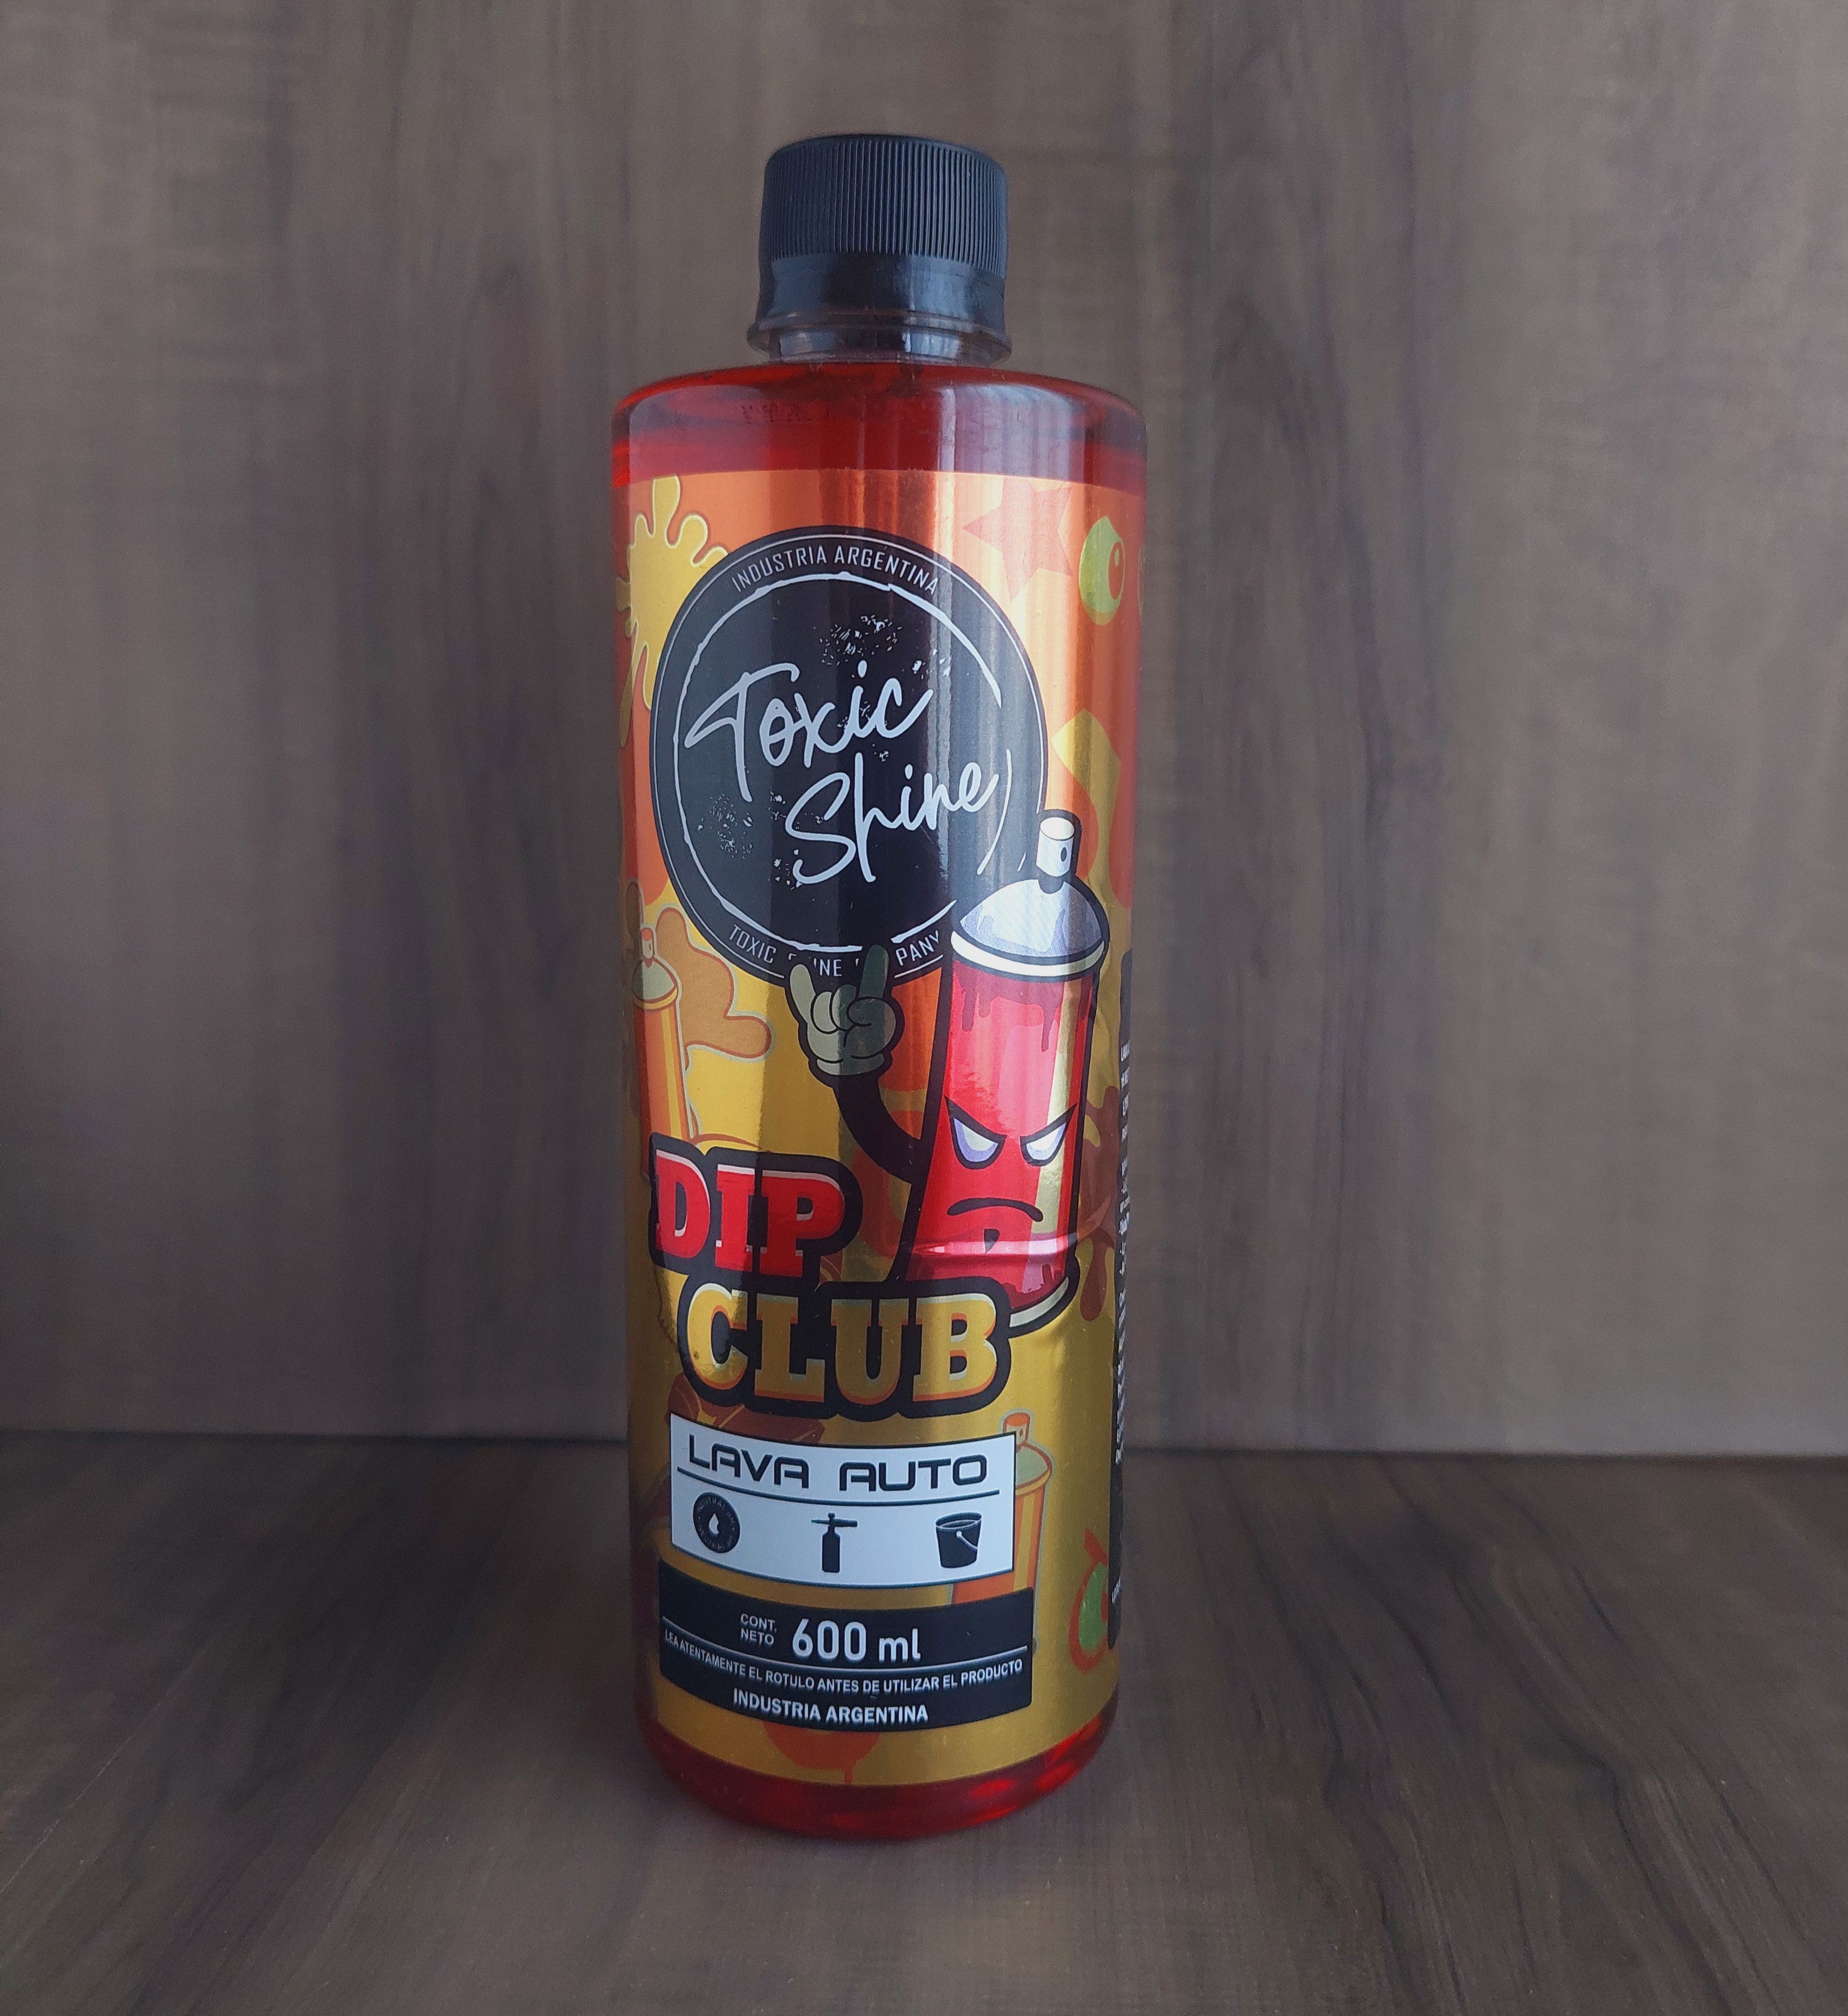 INDUSTRIA ARGENTINA
Toxic
Shine
TOXIC
DIP
CLUB
LAVA AUTO
CONT.
NETO
600 ml
LEA ATENTAMENTE EL ROTULO ANTES DE UTILIZAR EL PRODUCTO
INDUSTRIA ARGENTINA